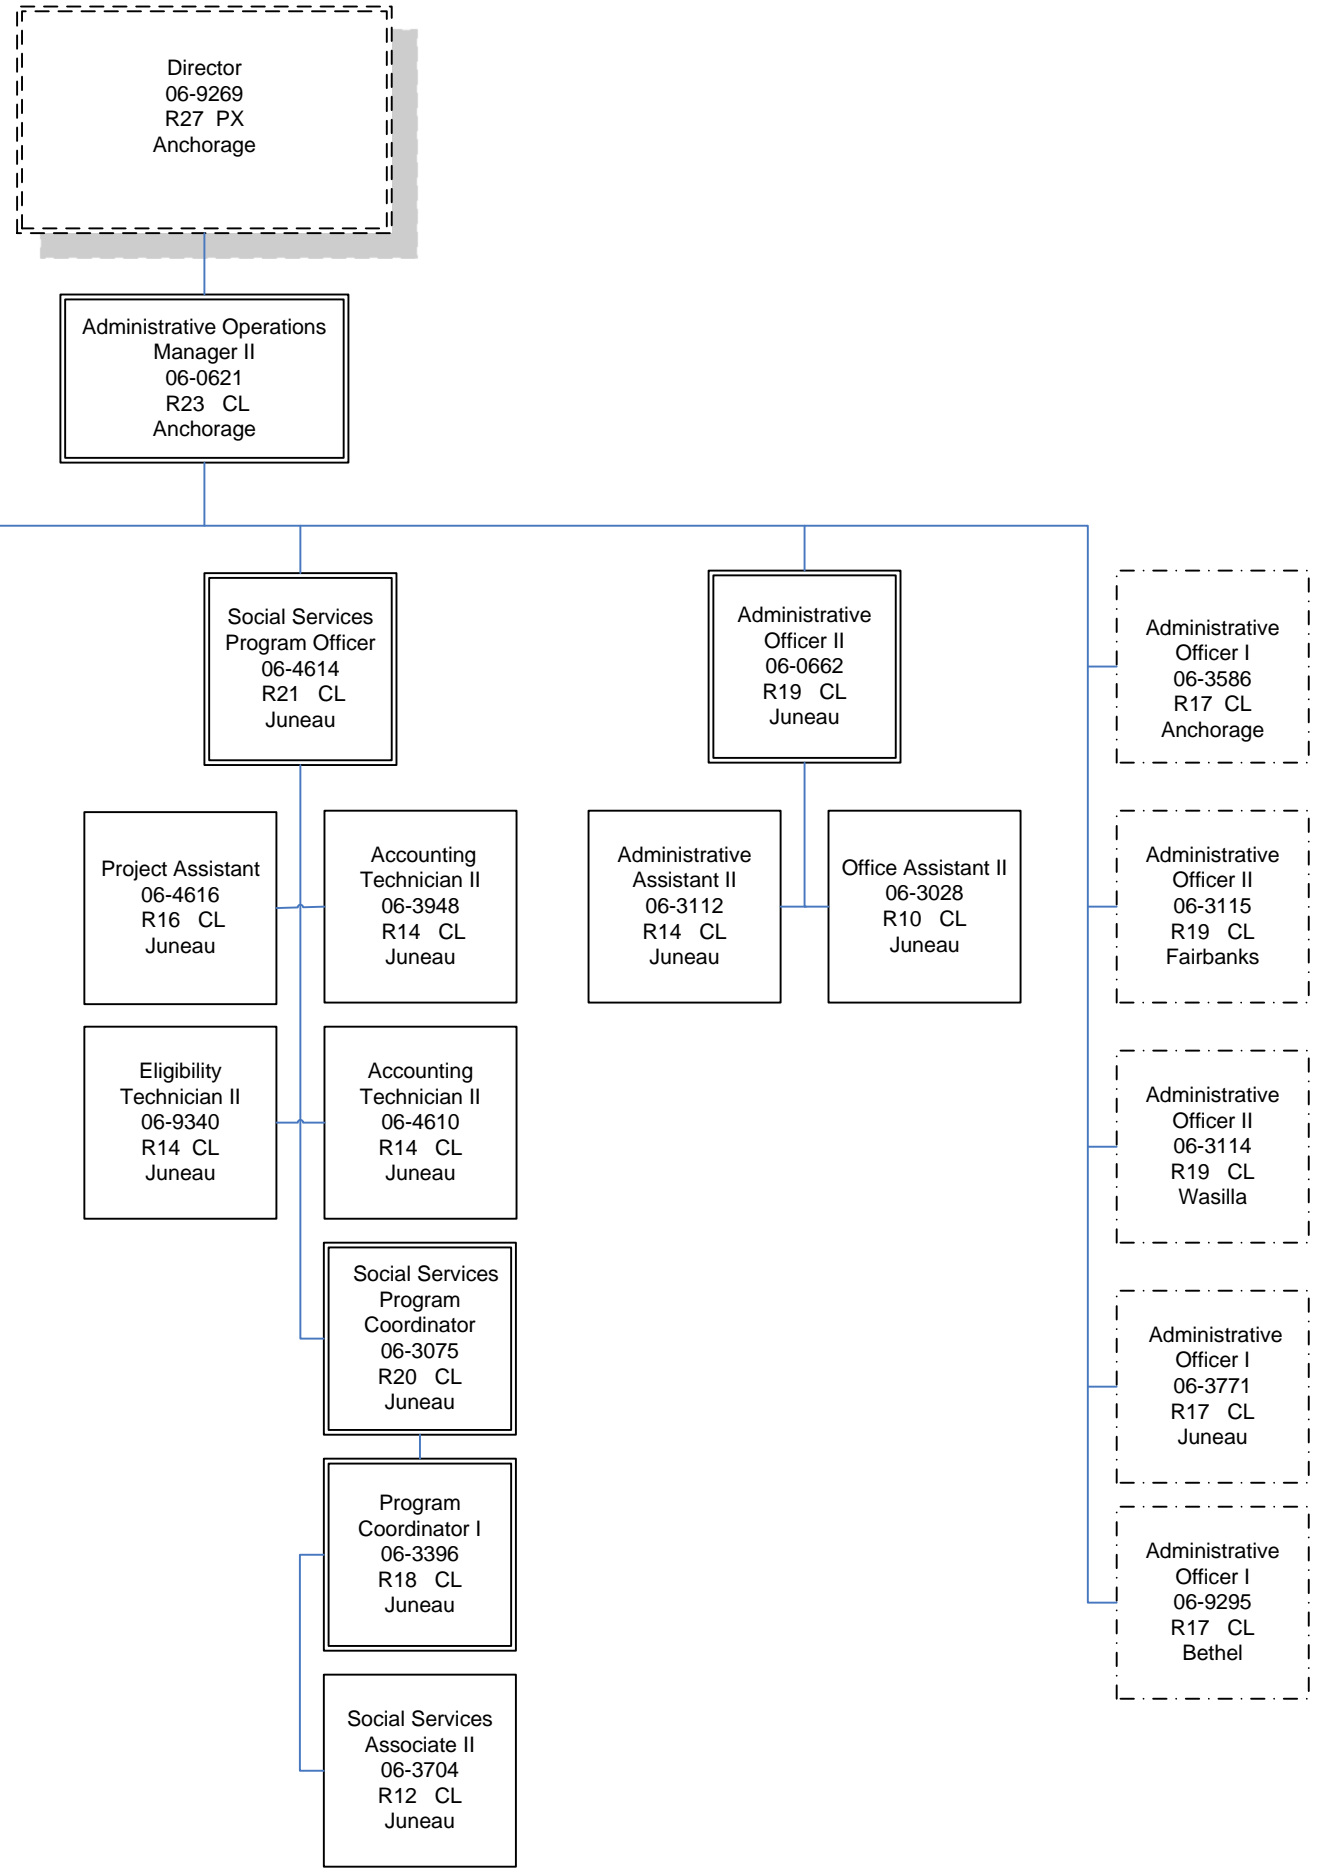 Director
06-9269
R27 PX
Anchorage
Administrative Operations
Manager II
06-0621
R23 CL
Anchorage
Social Services
Program Officer
06-4614
R21 CL
Juneau
Administrative
Officer II
06-0662
R19 CL
Juneau
Administrative
Officer I
06-3586
R17 CL
Anchorage
Project Assistant
06-4616
R16 CL
Juneau
Accounting
Technician II
06-3948
R14 CL
Juneau
Administrative
Assistant II
06-3112
R14 CL
Juneau
Office Assistant II
06-3028
R10 CL
Juneau
Administrative
Officer II
06-3115
R19 CL
Fairbanks
Eligibility
Technician II
06-9340
R14 CL
Juneau
Accounting
Technician II
06-4610
R14 CL
Juneau
Administrative
Officer II
06-3114
R19 CL
Wasilla
Social Services
Program
Coordinator
06-3075
R20 CL
Juneau
Administrative
Officer I
06-3771
R17 CL
Juneau
Program
Coordinator I
06-3396
R18 CL
Juneau
Administrative
Officer I
06-9295
R17 CL
Bethel
Social Services
Associate II
06-3704
R12 CL
Juneau